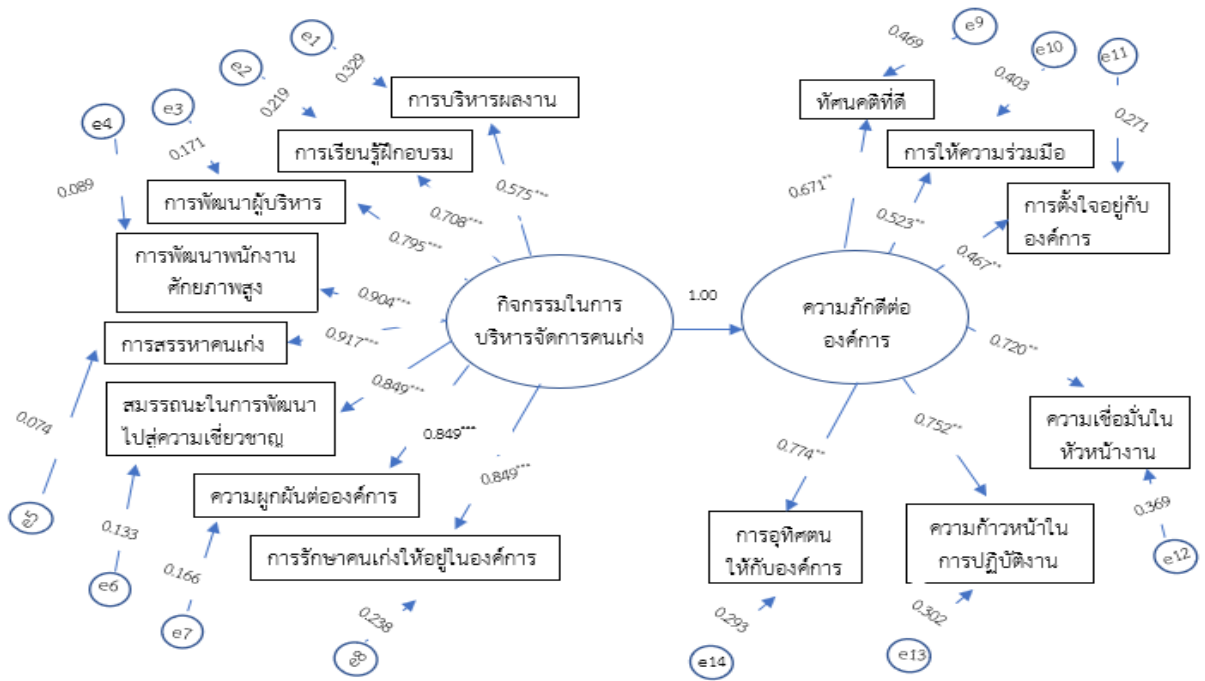 e1
0.329
การบริหารผลงาน
0.575***
e2
0.219
การเรียนรู้ฝึกอบรม
0.708***
e3
0.171
การพัฒนาผู้บริหาร
0.795***
e4
0.089
การพัฒนาพนักงาน
ศักยภาพสูง
0.904***
การสรรหาคนเก่ง
0.917***
0.074
e5
สมรรถนะในการพัฒนา
ไปสู่ความเชี่ยวชาญ
0.849***
0.133
e6
ความผูกผันต่อองค์การ
0.849***
0.166
e7
การรักษาคนเก่งให้อยู่ในองค์การ
0.849***
0.238
e8
กิจกรรมในการ
บริหารจัดการคนเก่ง
1.00
ความภักดีต่อ
องค์การ
e9
0.469
ทัศนคติที่ดี
0.671**
e10
0.403
การให้ความร่วมมือ
0.523**
e11
0.271
การตั้งใจอยู่กับ
องค์การ
0.467**
0.720**
ความเชื่อมั่นใน
หัวหน้างาน
0.369
e12
0.752**
ความก้าวหน้าใน
การปฏิบัติงาน
0.302
e13
0.774**
การอุทิศตน
ให้กับองค์การ
0.293
e14